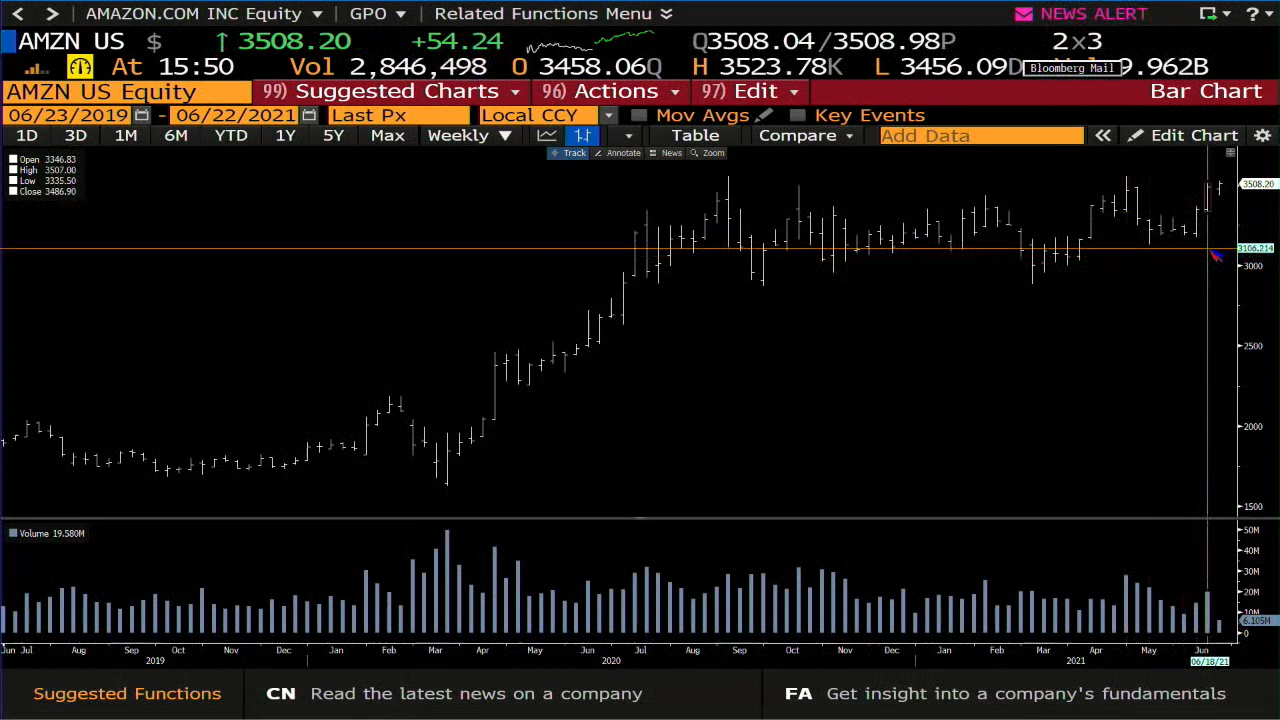 < > AMAZON.COM INC Equity GPO Related Functions Menu NEWS ALERT ?
AMZN US $ ↑ 3508.20 +54.24 Q3508.04/3508.98P 2×3
At 15:50 Vol 2,846,498 O 3458.06Q H 3523.78K L 3456.09D Bloomberg Mail 9.962B
AMZN US Equity 99) Suggested Charts 96) Actions 97) Edit Bar Chart
06/23/2019 - 06/22/2021 Last Px Local CCY Mov Avgs Key Events
1D 3D 1M 6M YTD 1Y 5Y Max Weekly ▼ Table Compare Add Data « Edit Chart
Track Annotate News Zoom
Open 3346.83
High 3507.00
Low 3335.50
Close 3486.90
3508.20
3106.214
3000
2500
2000
1500
Volume 19.580M
50M
40M
30M
20M
10M
6.105M
0
Jun Jul Aug Sep Oct Nov Dec Jan Feb Mar Apr May Jun Jul Aug Sep Oct Nov Dec Jan Feb Mar Apr May Jun
2019 2020 2021 06/18/21
Suggested Functions CN Read the latest news on a company FA Get insight into a company's fundamentals